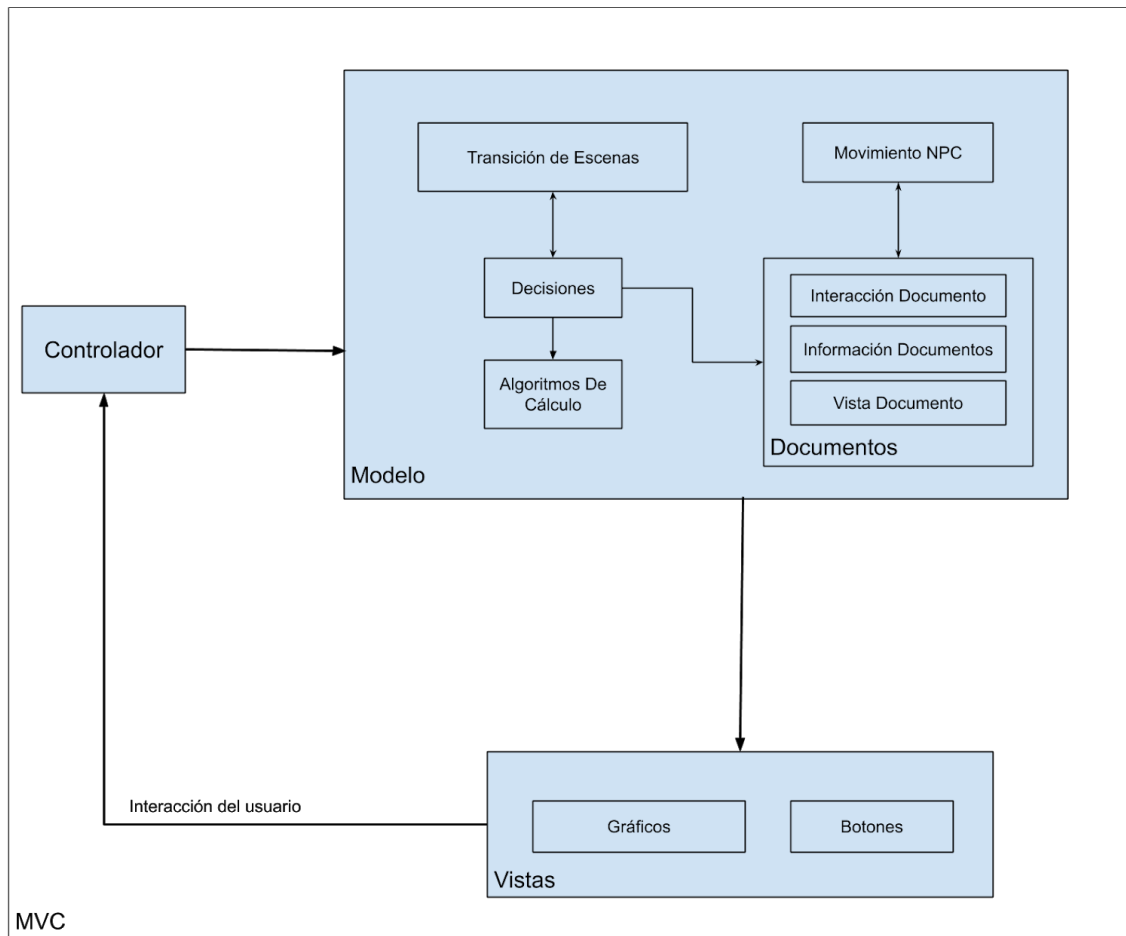 Transición de Escenas
Movimiento NPC
Decisiones
Interacción Documento
Controlador
Información Documentos
Algoritmos De
Cálculo
Vista Documento
Documentos
Modelo
Interacción del usuario
Gráficos
Botones
Vistas
MVC